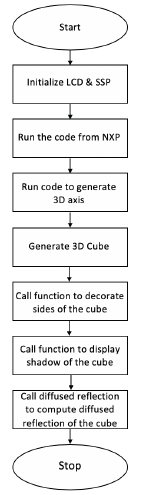 Start
Initialize LCD & SSP
Run the code from NXP
Run code to generate
3D axis
Generate 3D Cube
Call function to decorate
sides of the cube
Call function to display
shadow of the cube
Call diffused reflection
to compute diffused
reflection of the cube
Stop